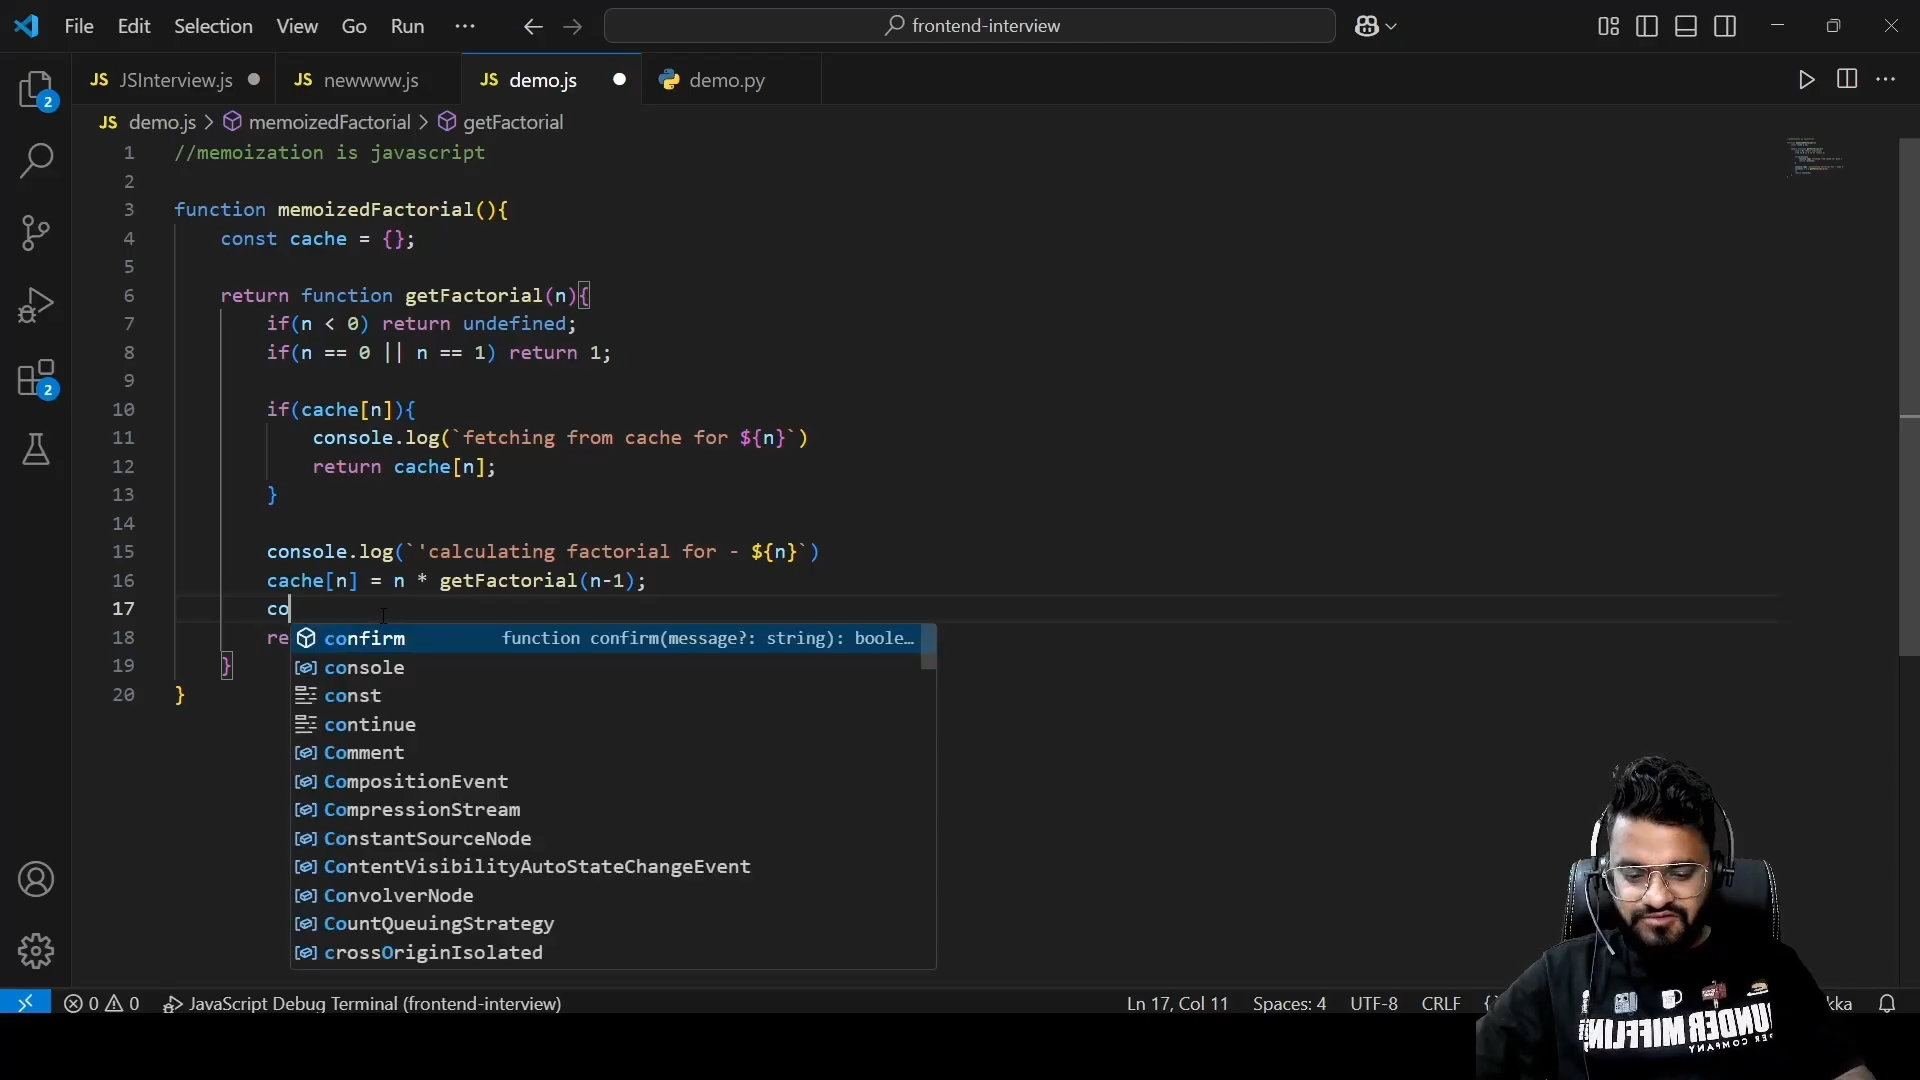 File Edit Selection View Go Run ··· frontend-interview
JS JSInterview.js JS newwww.js JS demo.js demo.py
JS demo.js > memoizedFactorial > getFactorial
1 //memoization is javascript
2
3 function memoizedFactorial(){
4 const cache = {};
5
6 return function getFactorial(n){
7 if(n < 0) return undefined;
8 if(n == 0 || n == 1) return 1;
9
10 if(cache[n]){
11 console.log(`fetching from cache for ${n}`)
12 return cache[n];
13 }
14
15 console.log(`'calculating factorial for - ${n}`)
16 cache[n] = n * getFactorial(n-1);
17 co
18 re
19 }
20 }
confirm function confirm(message?: string): boole…
console
const
continue
Comment
CompositionEvent
CompressionStream
ConstantSourceNode
ContentVisibilityAutoStateChangeEvent
ConvolverNode
CountQueuingStrategy
crossOriginIsolated
2
2
0 0 JavaScript Debug Terminal (frontend-interview) Ln 17, Col 11 Spaces: 4 UTF-8 CRLF {